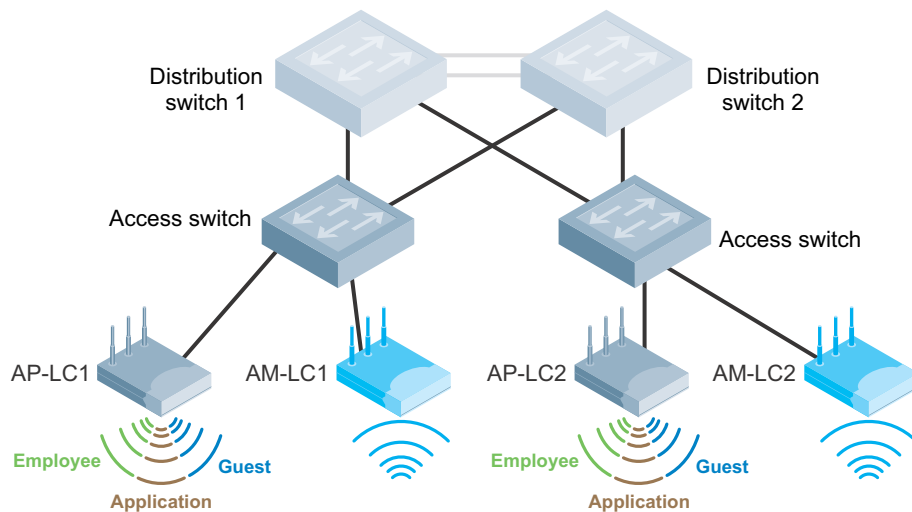 Distribution
switch 1
Distribution
switch 2
Access switch
Access switch
AP-LC1
AM-LC1
AP-LC2
AM-LC2
Employee
Guest
Application
Employee
Guest
Application